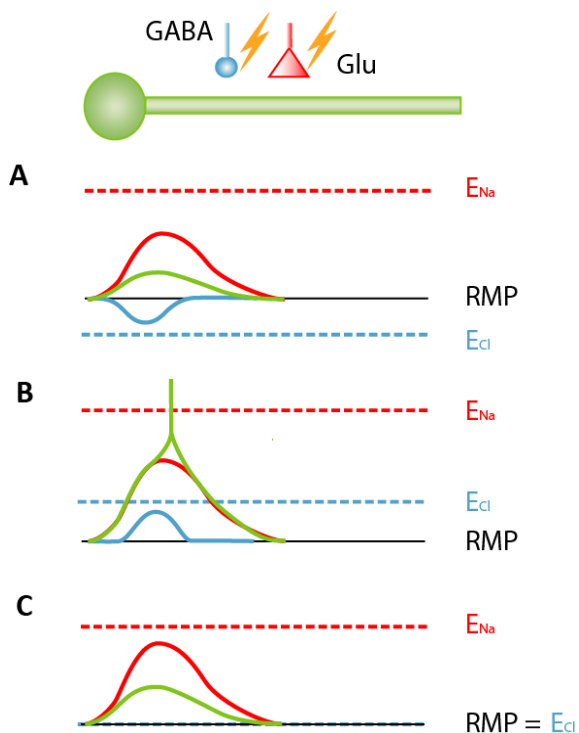 GABA
Glu
A
ENa
RMP
ECl
B
ENa
ECl
RMP
C
ENa
RMP = ECl